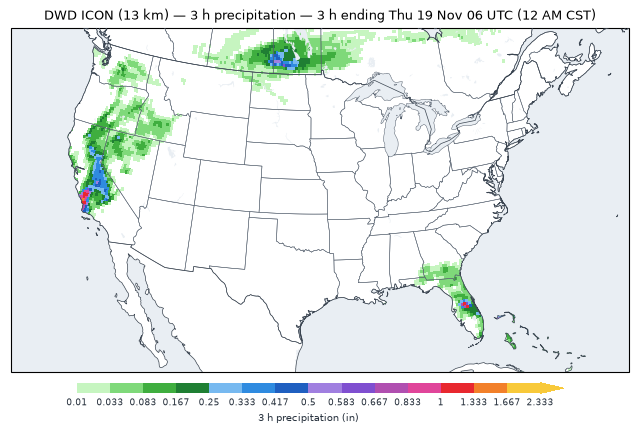 DWD ICON (13 km) — 3 h precipitation — 3 h ending Thu 19 Nov 06 UTC (12 AM CST)
0.01 0.033 0.083 0.167 0.25 0.333 0.417 0.5 0.583 0.667 0.833 1 1.333 1.667 2.333
3 h precipitation (in)